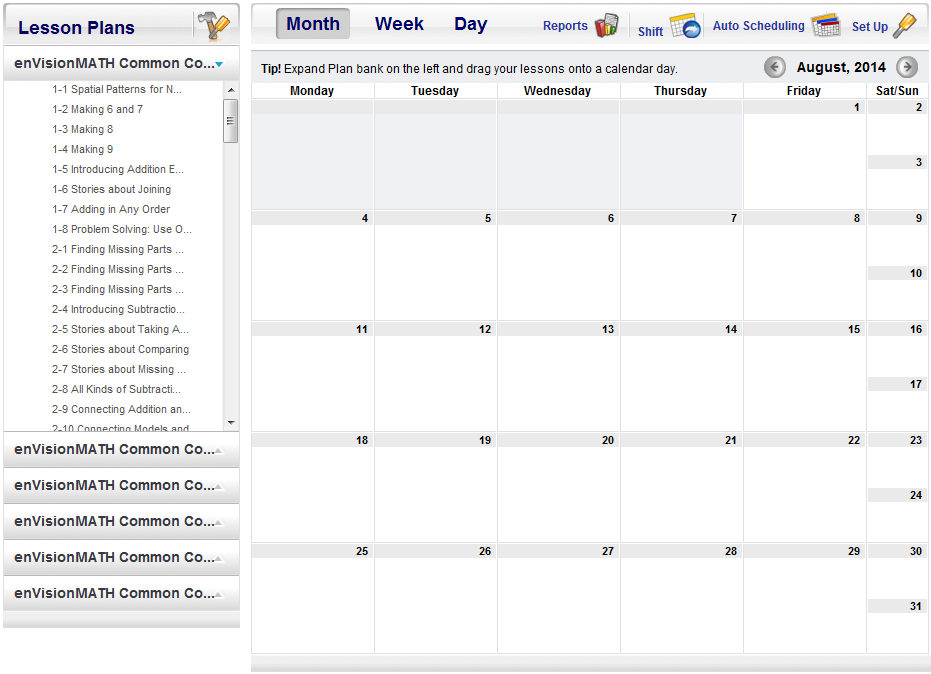 Lesson Plans
enVisionMATH Common Co...
1-1 Spatial Patterns for N...
1-2 Making 6 and 7
1-3 Making 8
1-4 Making 9
1-5 Introducing Addition E...
1-6 Stories about Joining
1-7 Adding in Any Order
1-8 Problem Solving: Use O...
2-1 Finding Missing Parts ...
2-2 Finding Missing Parts ...
2-3 Finding Missing Parts ...
2-4 Introducing Subtractio...
2-5 Stories about Taking A...
2-6 Stories about Comparing
2-7 Stories about Missing ...
2-8 All Kinds of Subtracti...
2-9 Connecting Addition an...
2-10 Connecting Models and
enVisionMATH Common Co...
enVisionMATH Common Co...
enVisionMATH Common Co...
enVisionMATH Common Co...
enVisionMATH Common Co...
Month Week Day Reports Shift Auto Scheduling Set Up
Tip! Expand Plan bank on the left and drag your lessons onto a calendar day. August, 2014
Monday Tuesday Wednesday Thursday Friday Sat/Sun
1 2
3
4 5 6 7 8 9
10
11 12 13 14 15 16
17
18 19 20 21 22 23
24
25 26 27 28 29 30
31